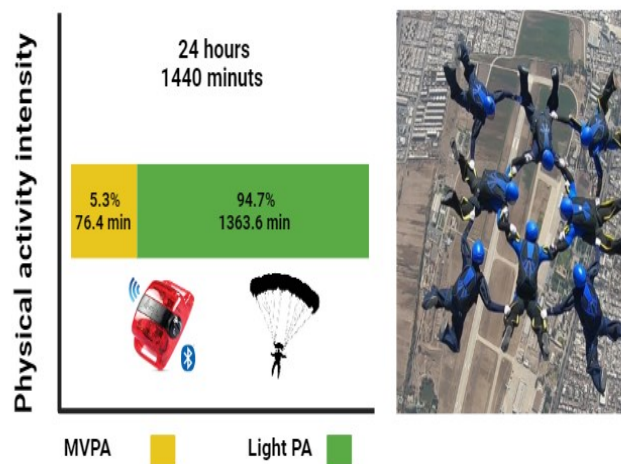 Physical activity intensity
24 hours
1440 minuts
5.3%
76.4 min
94.7%
1363.6 min
MVPA
Light PA